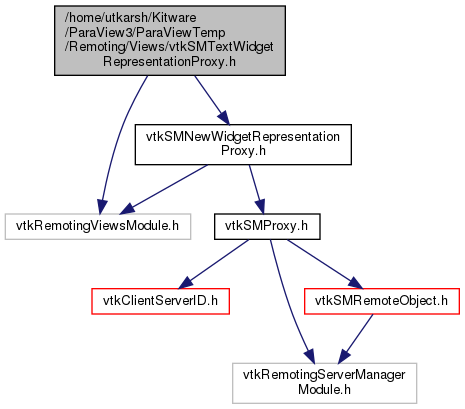 /home/utkarsh/Kitware
/ParaView3/ParaViewTemp
/Remoting/Views/vtkSMTextWidget
RepresentationProxy.h
vtkSMNewWidgetRepresentation
Proxy.h
vtkRemotingViewsModule.h
vtkSMProxy.h
vtkClientServerID.h
vtkSMRemoteObject.h
vtkRemotingServerManager
Module.h